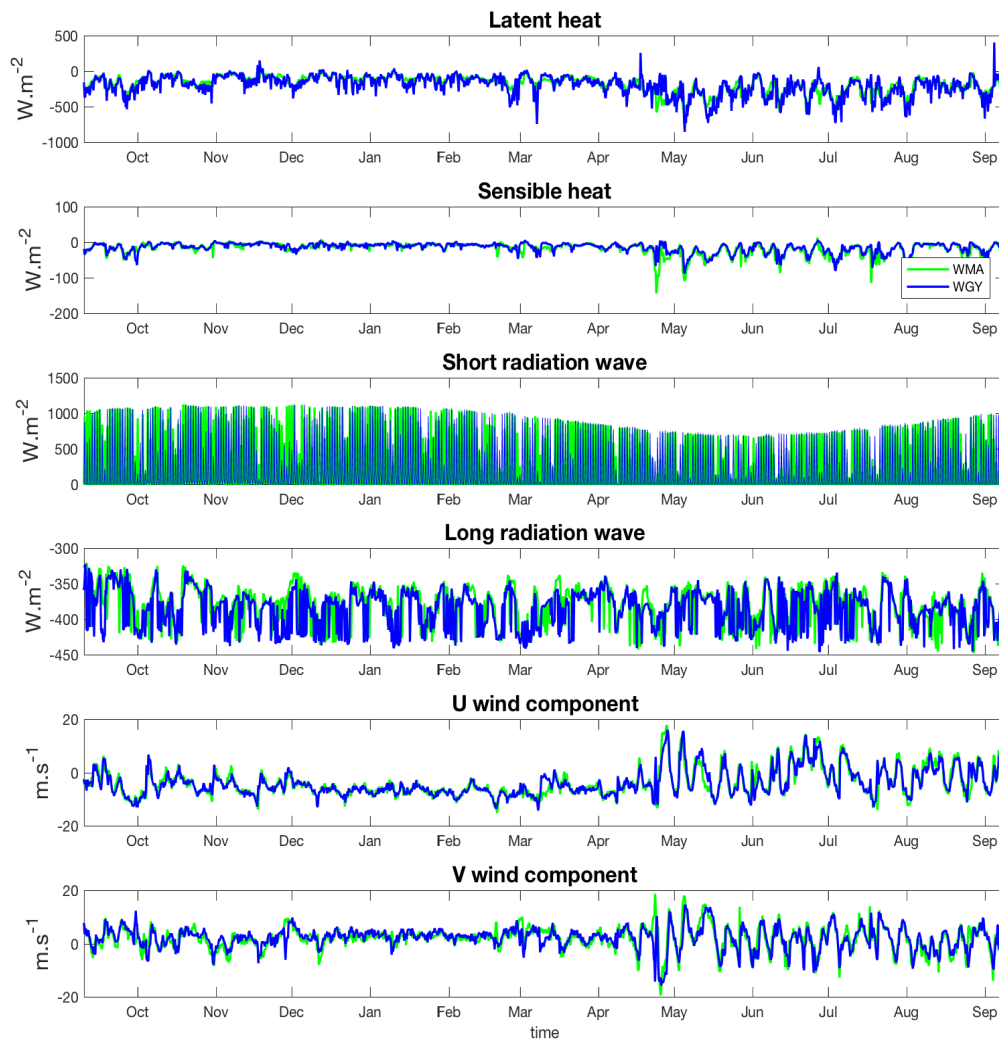 Latent heat
W.m-2
500
0
-500
-1000
Oct Nov Dec Jan Feb Mar Apr May Jun Jul Aug Sep
Sensible heat
W.m-2
100
0
-100
-200
WMA
WGY
Oct Nov Dec Jan Feb Mar Apr May Jun Jul Aug Sep
Short radiation wave
W.m-2
1500
1000
500
0
Oct Nov Dec Jan Feb Mar Apr May Jun Jul Aug Sep
Long radiation wave
W.m-2
-300
-350
-400
-450
Oct Nov Dec Jan Feb Mar Apr May Jun Jul Aug Sep
U wind component
m.s-1
20
0
-20
Oct Nov Dec Jan Feb Mar Apr May Jun Jul Aug Sep
V wind component
m.s-1
20
0
-20
Oct Nov Dec Jan Feb Mar Apr May Jun Jul Aug Sep
time